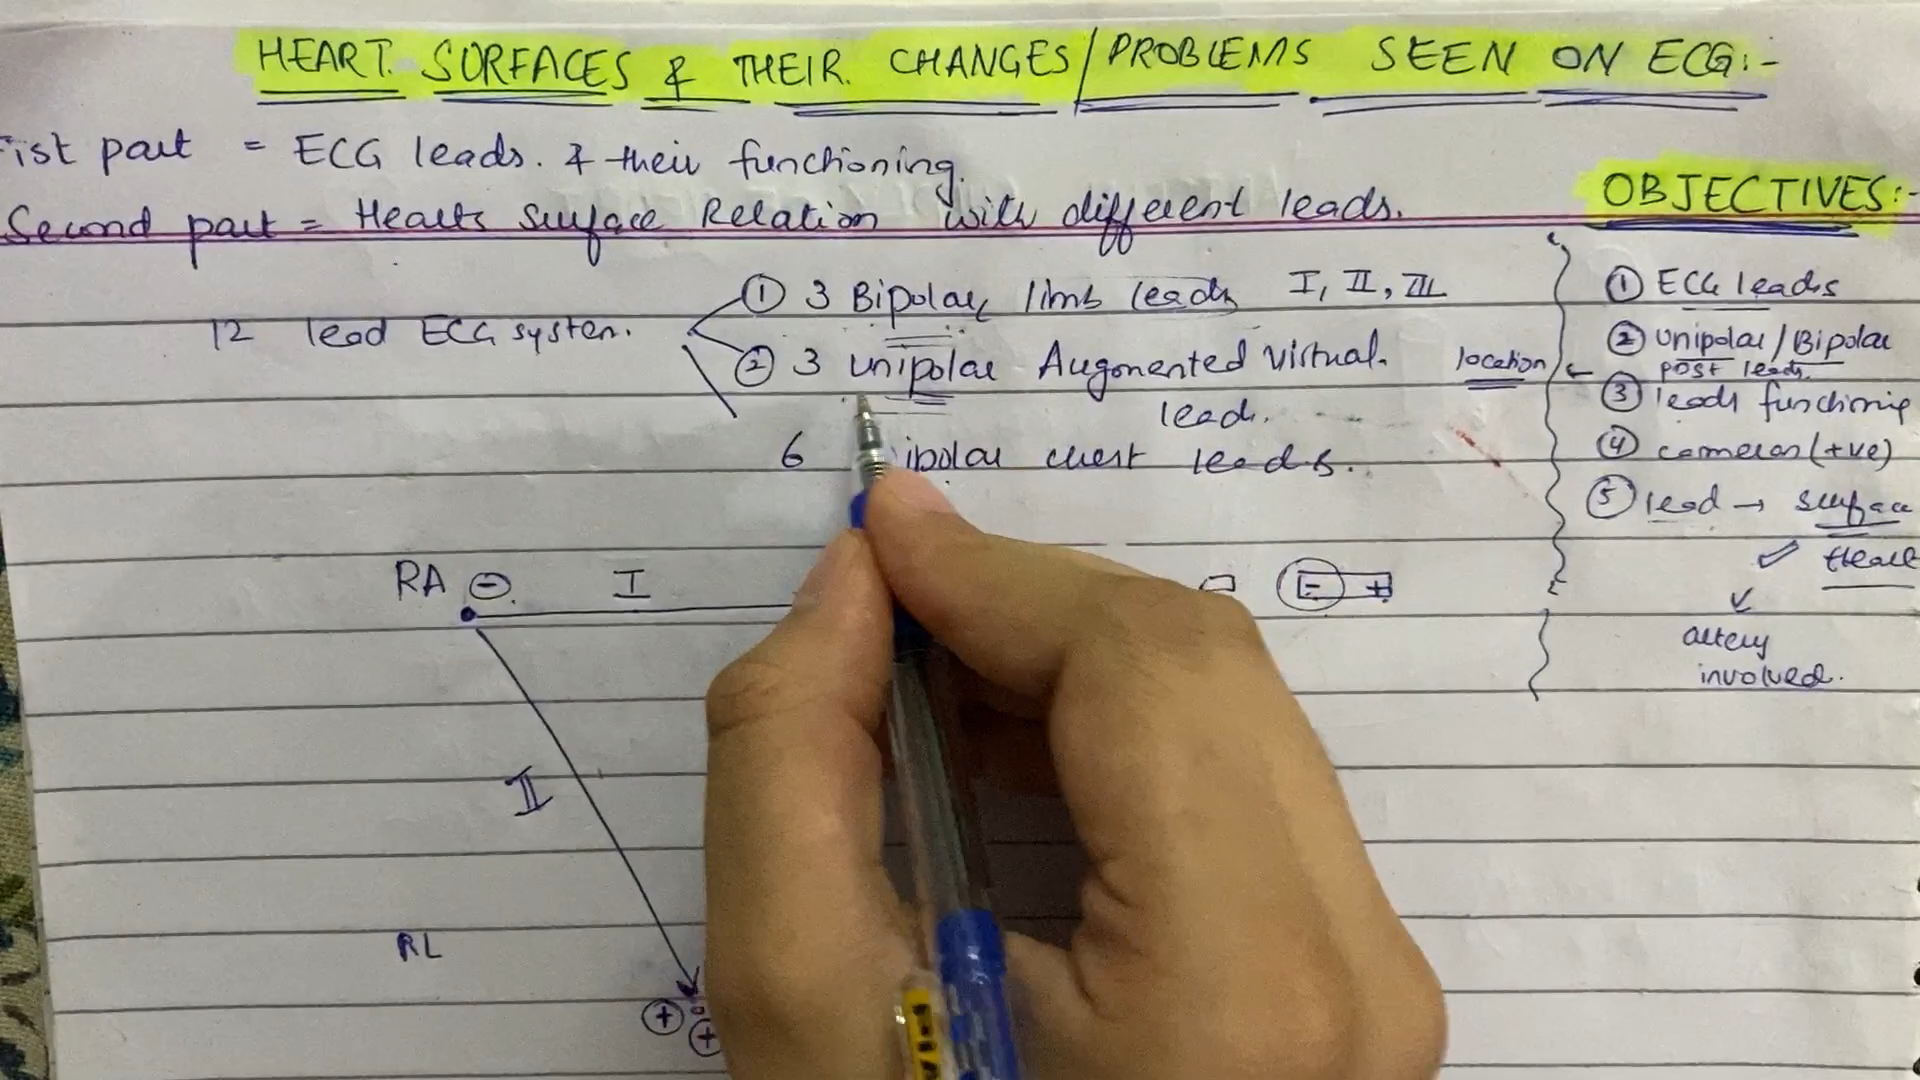 HEART SURFACES & THEIR CHANGES/PROBLEMS SEEN ON ECG:-
Fist part = ECG leads. & their functioning.
Second part = Hearts Surface Relation with different leads.
OBJECTIVES:-
12 lead ECG system.
① 3 Bipolar limb leads I, II, III
② 3 unipolar Augmented virtual.
lead.
6 ipolar chest leads.
location
① ECG leads
② Unipolar/Bipolar
post leads.
③ leads functioning
④ cameras (+ve)
⑤ lead → surface
Heart
artery
involved.
RA ⊖ I
- +
II
RL
+
+